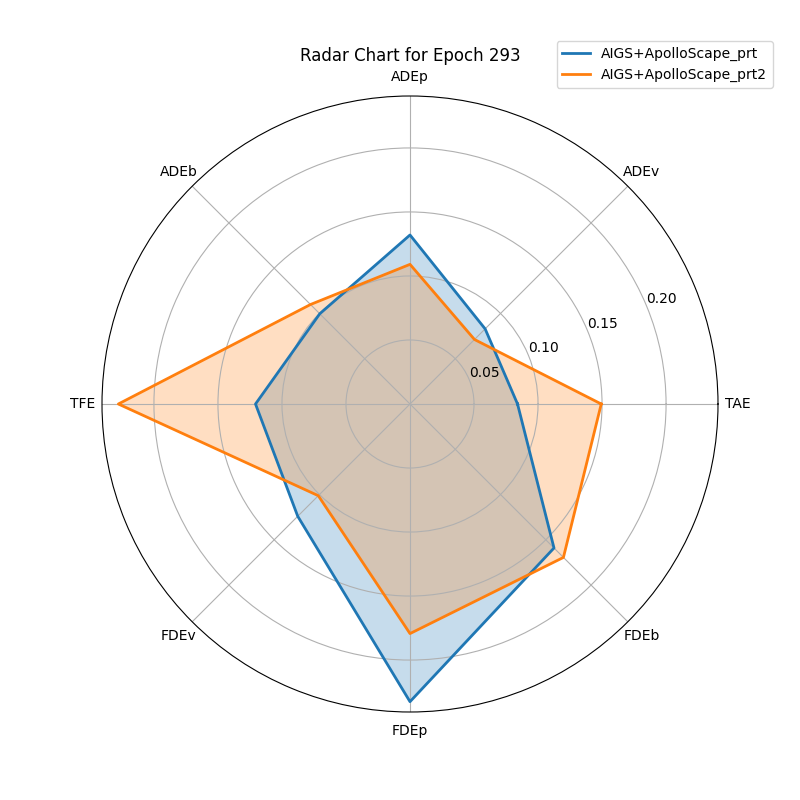 Radar Chart for Epoch 293
AIGS+ApolloScape_prt
AIGS+ApolloScape_prt2
ADEp
ADEb
ADEv
0.20
0.15
0.10
0.05
TFE
TAE
FDEv
FDEb
FDEp